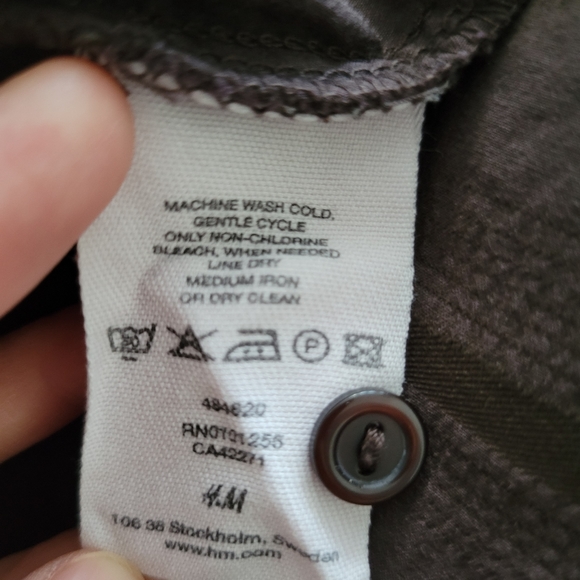 MACHINE WASH COLD,
GENTLE CYCLE
ONLY NON-CHLORINE
BLEACH, WHEN NEEDED
LINE DRY
MEDIUM IRON
OR DRY CLEAN
P
RN0101255
CA42271
H&M
106 38 Stockholm, Sweden
www.hm.com